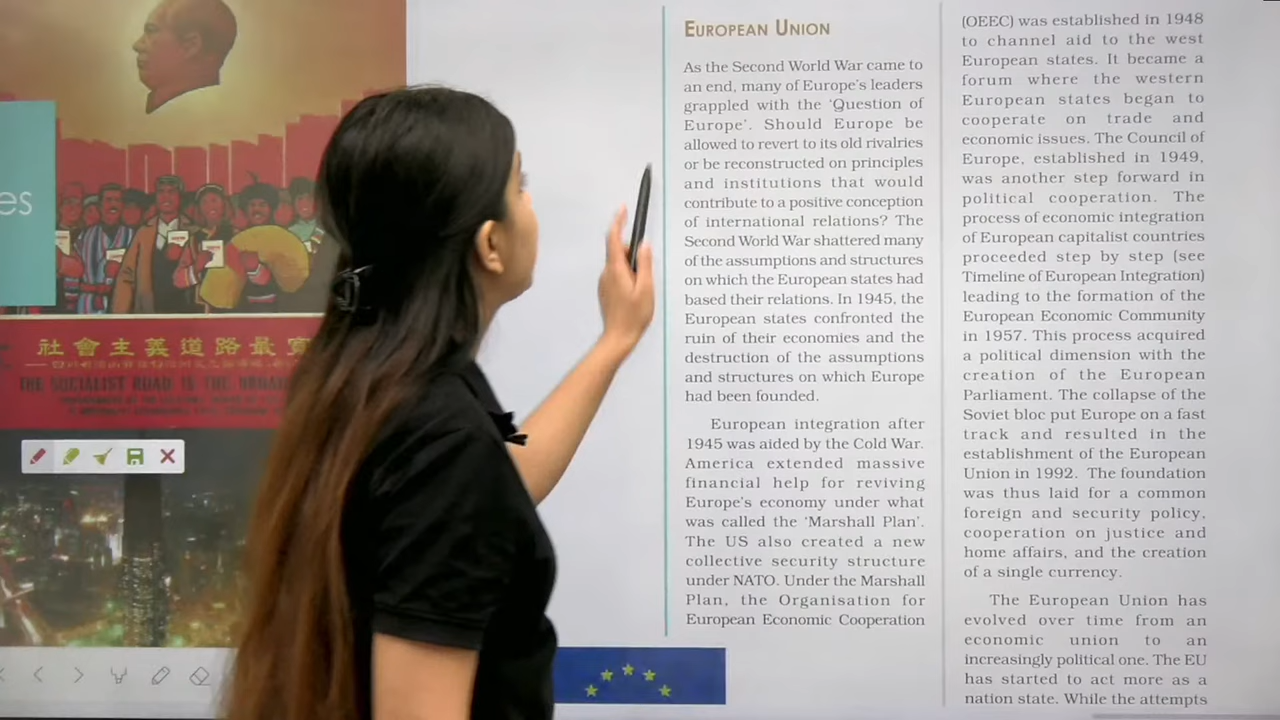 es
社會主義道路最寬
THE SOCIALIST ROAD IS THE BROADEST
EUROPEAN UNION
As the Second World War came to
an end, many of Europe's leaders
grappled with the 'Question of
Europe'. Should Europe be
allowed to revert to its old rivalries
or be reconstructed on principles
and institutions that would
contribute to a positive conception
of international relations? The
Second World War shattered many
of the assumptions and structures
on which the European states had
based their relations. In 1945, the
European states confronted the
ruin of their economies and the
destruction of the assumptions
and structures on which Europe
had been founded.
European integration after
1945 was aided by the Cold War.
America extended massive
financial help for reviving
Europe's economy under what
was called the 'Marshall Plan'.
The US also created a new
collective security structure
under NATO. Under the Marshall
Plan, the Organisation for
European Economic Cooperation
(OEEC) was established in 1948
to channel aid to the west
European states. It became a
forum where the western
European states began to
cooperate on trade and
economic issues. The Council of
Europe, established in 1949,
was another step forward in
political cooperation. The
process of economic integration
of European capitalist countries
proceeded step by step (see
Timeline of European Integration)
leading to the formation of the
European Economic Community
in 1957. This process acquired
a political dimension with the
creation of the European
Parliament. The collapse of the
Soviet bloc put Europe on a fast
track and resulted in the
establishment of the European
Union in 1992. The foundation
was thus laid for a common
foreign and security policy,
cooperation on justice and
home affairs, and the creation
of a single currency.
The European Union has
evolved over time from an
economic union to an
increasingly political one. The EU
has started to act more as a
nation state. While the attempts